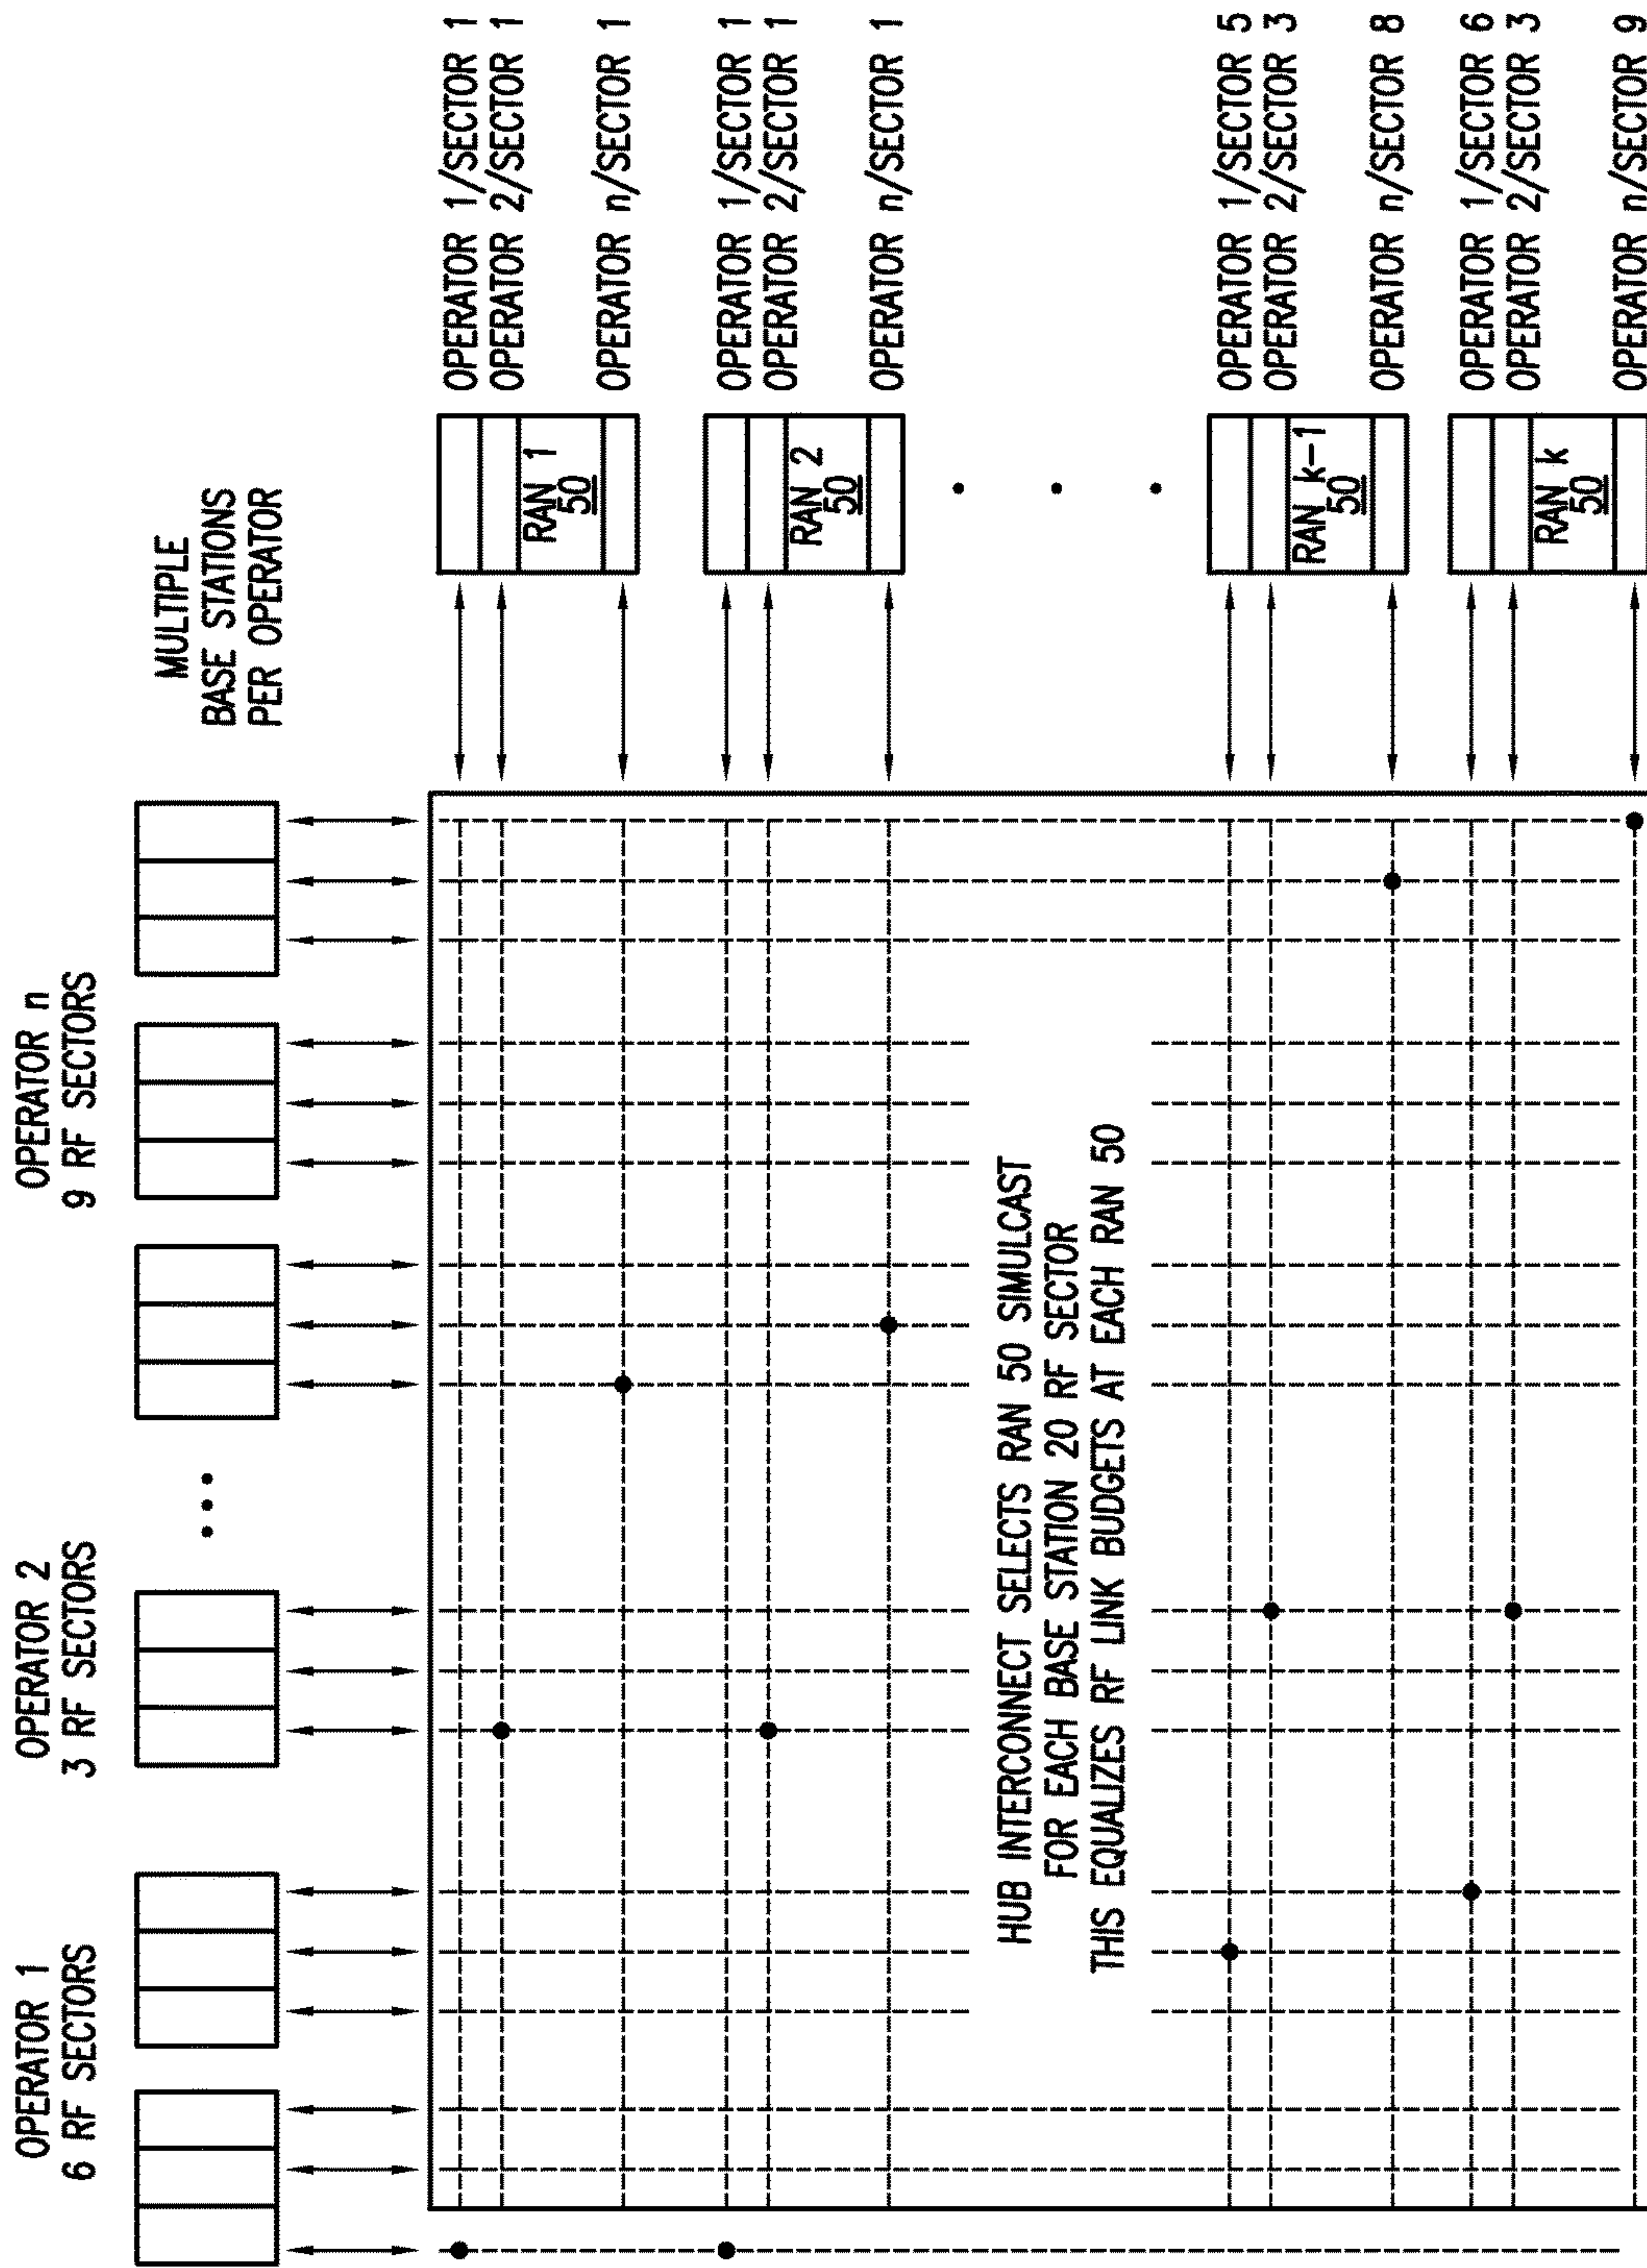 OPERATOR 1
6 RF SECTORS
OPERATOR 2
3 RF SECTORS
OPERATOR n
9 RF SECTORS
MULTIPLE
BASE STATIONS
PER OPERATOR
RAN 1
50
OPERATOR 1/SECTOR 1
OPERATOR 2/SECTOR 1
OPERATOR n/SECTOR 1
RAN 2
50
OPERATOR 1/SECTOR 1
OPERATOR 2/SECTOR 1
OPERATOR n/SECTOR 1
HUB INTERCONNECT SELECTS RAN 50 SIMULCAST
FOR EACH BASE STATION 20 RF SECTOR
THIS EQUALIZES RF LINK BUDGETS AT EACH RAN 50
RAN k-1
50
OPERATOR 1/SECTOR 5
OPERATOR 2/SECTOR 3
OPERATOR n/SECTOR 8
RAN k
50
OPERATOR 1/SECTOR 6
OPERATOR 2/SECTOR 3
OPERATOR n/SECTOR 9